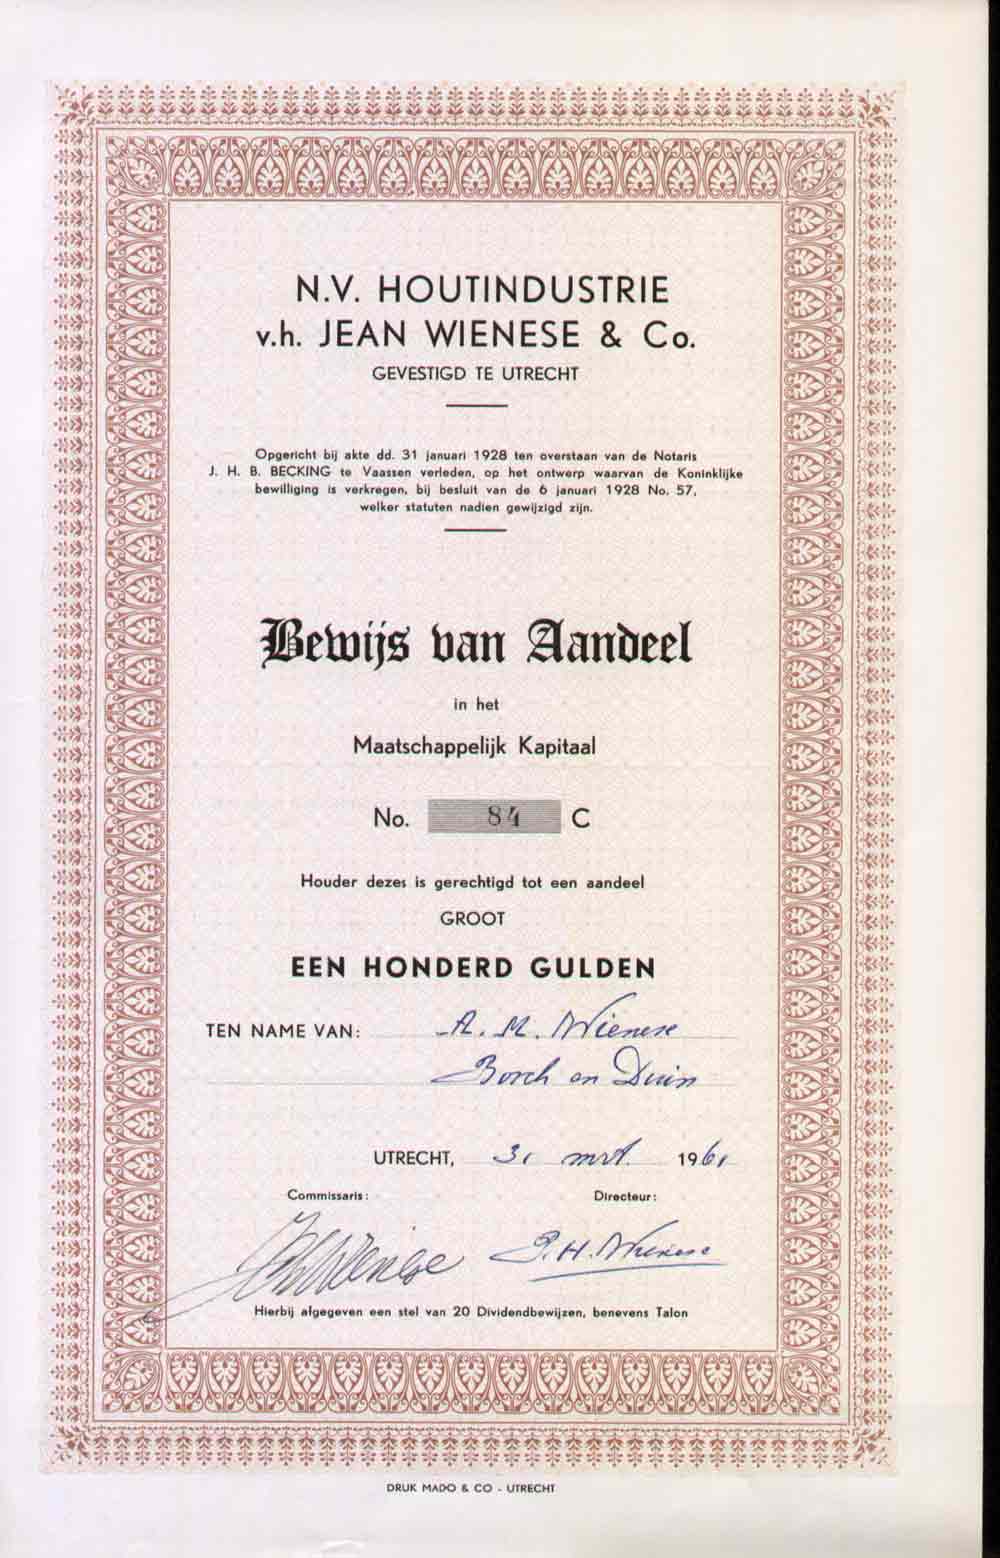 N.V. HOUTINDUSTRIE
v.h. JEAN WIENESE & Co.
GEVESTIGD TE UTRECHT
Opgericht bij akte dd. 31 januari 1928 ten overstaan van de Notaris
J. H. B. BECKING te Vaassen verleden, op het ontwerp waarvan de Koninklijke
bewilliging is verkregen, bij besluit van de 6 januari 1928 No. 57,
welker statuten nadien gewijzigd zijn.
Bewijs van Aandeel
in het
Maatschappelijk Kapitaal
No. 84 C
Houder dezes is gerechtigd tot een aandeel
GROOT
EEN HONDERD GULDEN
TEN NAME VAN: A. M. Wienese
Borch en Duin
UTRECHT, 31 mrt. 1961
Commissaris: Directeur:
Wienese P. H. Wienese
Hierbij afgegeven een stel van 20 Dividendbewijzen, benevens Talon
DRUK MADO & CO - UTRECHT